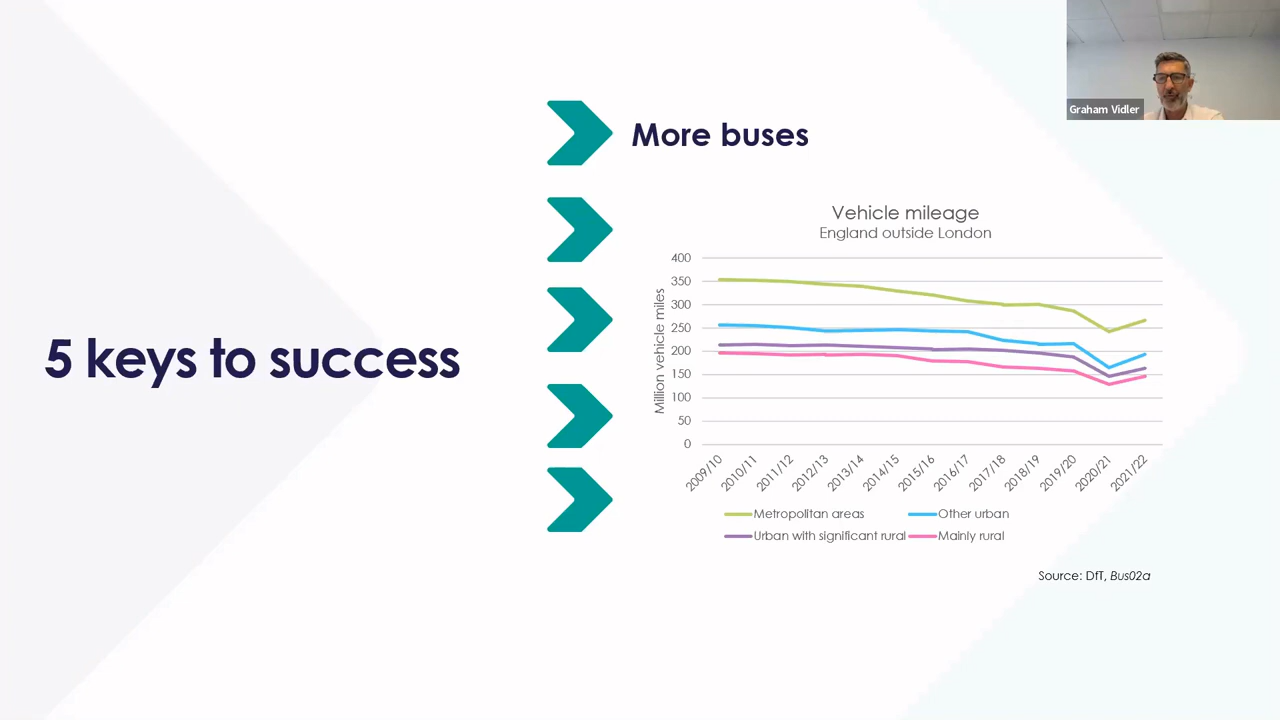 Graham Vidler
More buses
5 keys to success
Vehicle mileage
England outside London
Million vehicle miles
400
350
300
250
200
150
100
50
0
2009/10
2010/11
2011/12
2012/13
2013/14
2014/15
2015/16
2016/17
2017/18
2018/19
2019/20
2020/21
2021/22
Metropolitan areas
Other urban
Urban with significant rural
Mainly rural
Source: DfT, Bus02a